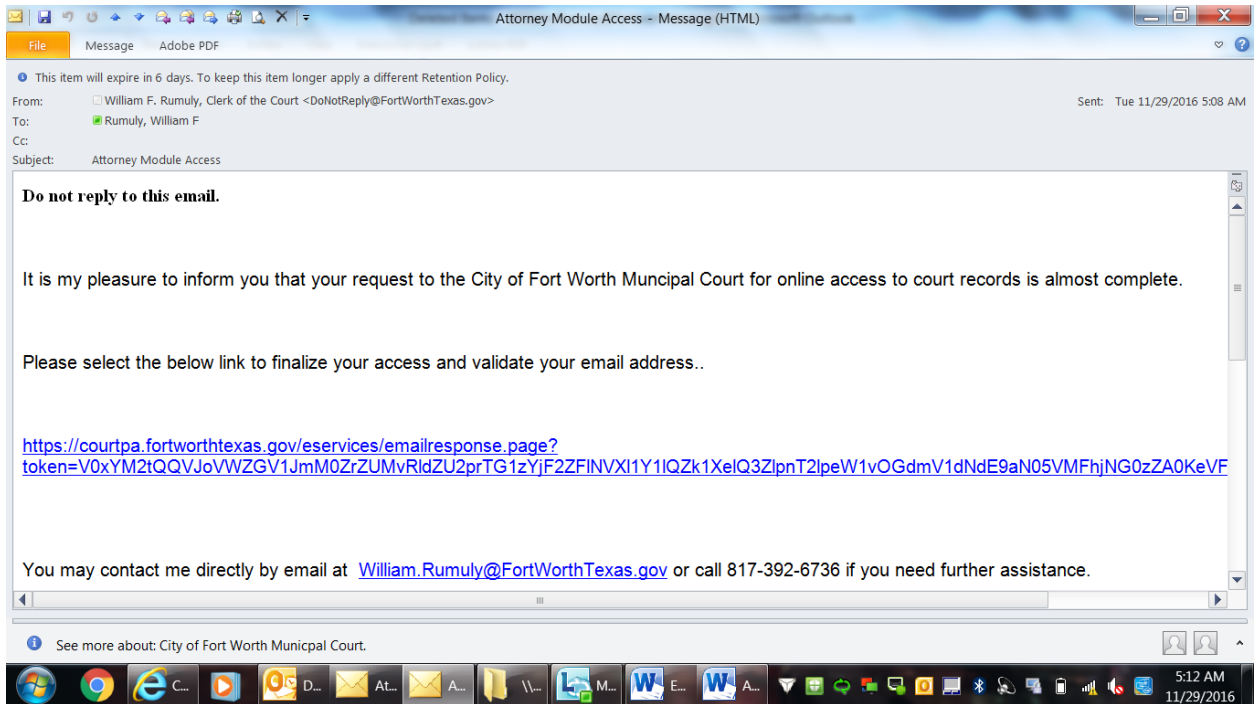 Attorney Module Access - Message (HTML)
File Message Adobe PDF
This item will expire in 6 days. To keep this item longer apply a different Retention Policy.
From: William F. Rumuly, Clerk of the Court <DoNotReply@FortWorthTexas.gov> Sent: Tue 11/29/2016 5:08 AM
To: Rumuly, William F
Cc:
Subject: Attorney Module Access
Do not reply to this email.
It is my pleasure to inform you that your request to the City of Fort Worth Muncipal Court for online access to court records is almost complete.
Please select the below link to finalize your access and validate your email address..
https://courtpa.fortworthtexas.gov/eservices/emailresponse.page?
token=V0xYM2tQQVJoVWZGV1JmM0ZrZUMvRldZU2prTG1zYjF2ZFlNVXl1Y1lQZk1XelQ3ZlpnT2lpeW1vOGdmV1dNdE9aN05VMFhjNG0zZA0KeVF
You may contact me directly by email at William.Rumuly@FortWorthTexas.gov or call 817-392-6736 if you need further assistance.
See more about: City of Fort Worth Municpal Court.
C... D... At... A... \\... M... E... A... 5:12 AM
11/29/2016